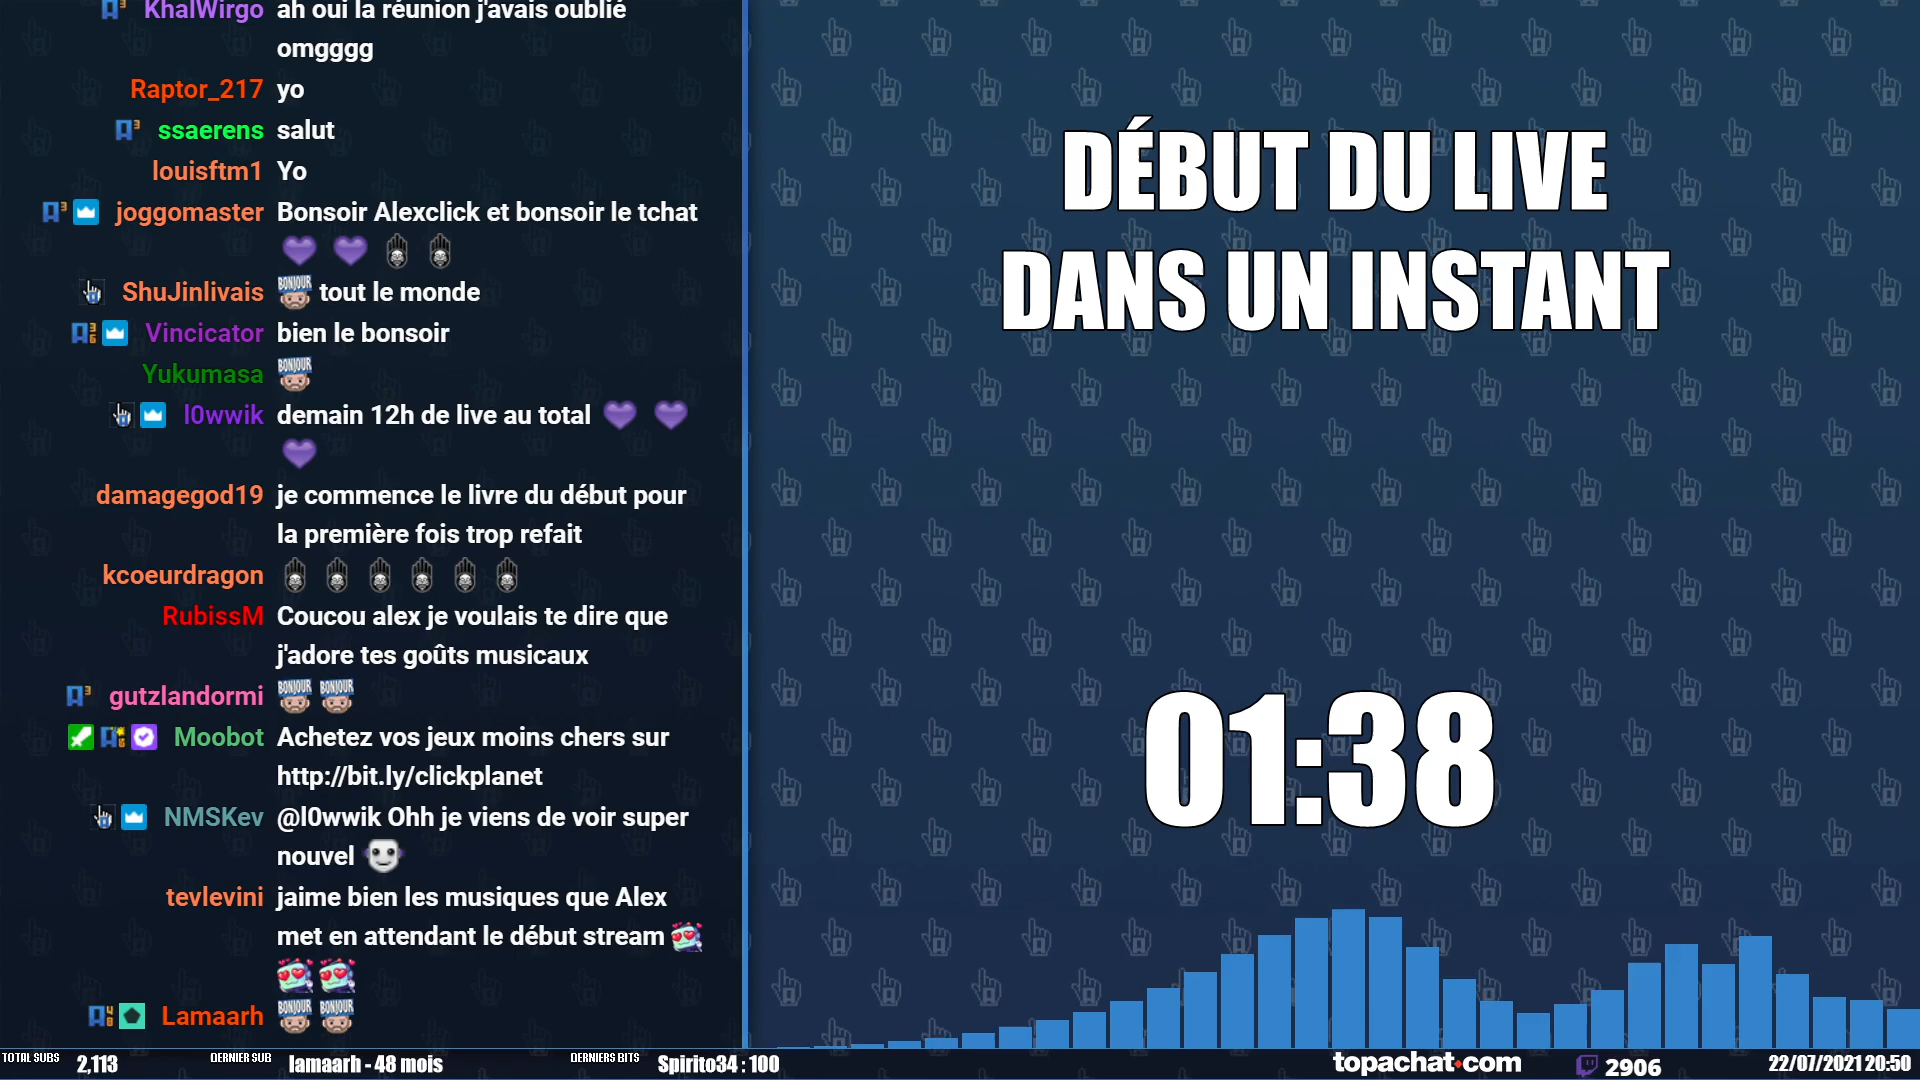 KhalWirgo ah oui la réunion j'avais oublié
omgggg
Raptor_217 yo
ssaerens salut
louisftm1 Yo
joggomaster Bonsoir Alexclick et bonsoir le tchat
ShuJinlivais BONJOUR tout le monde
Vincicator bien le bonsoir
Yukumasa BONJOUR
l0wwik demain 12h de live au total
damagegod19 je commence le livre du début pour
la première fois trop refait
kcoeurdragon
RubissM Coucou alex je voulais te dire que
j'adore tes goûts musicaux
gutzlandormi BONJOUR BONJOUR
Moobot Achetez vos jeux moins chers sur
http://bit.ly/clickplanet
NMSKev @l0wwik Ohh je viens de voir super
nouvel
tevlevini jaime bien les musiques que Alex
met en attendant le début stream
Lamaarh BONJOUR BONJOUR
DÉBUT DU LIVE
DANS UN INSTANT
01:38
TOTAL SUBS 2,113 DERNIER SUB lamaarh - 48 mois DERNIERS BITS Spirito34 : 100 topachat.com 2906 22/07/2021 20:50